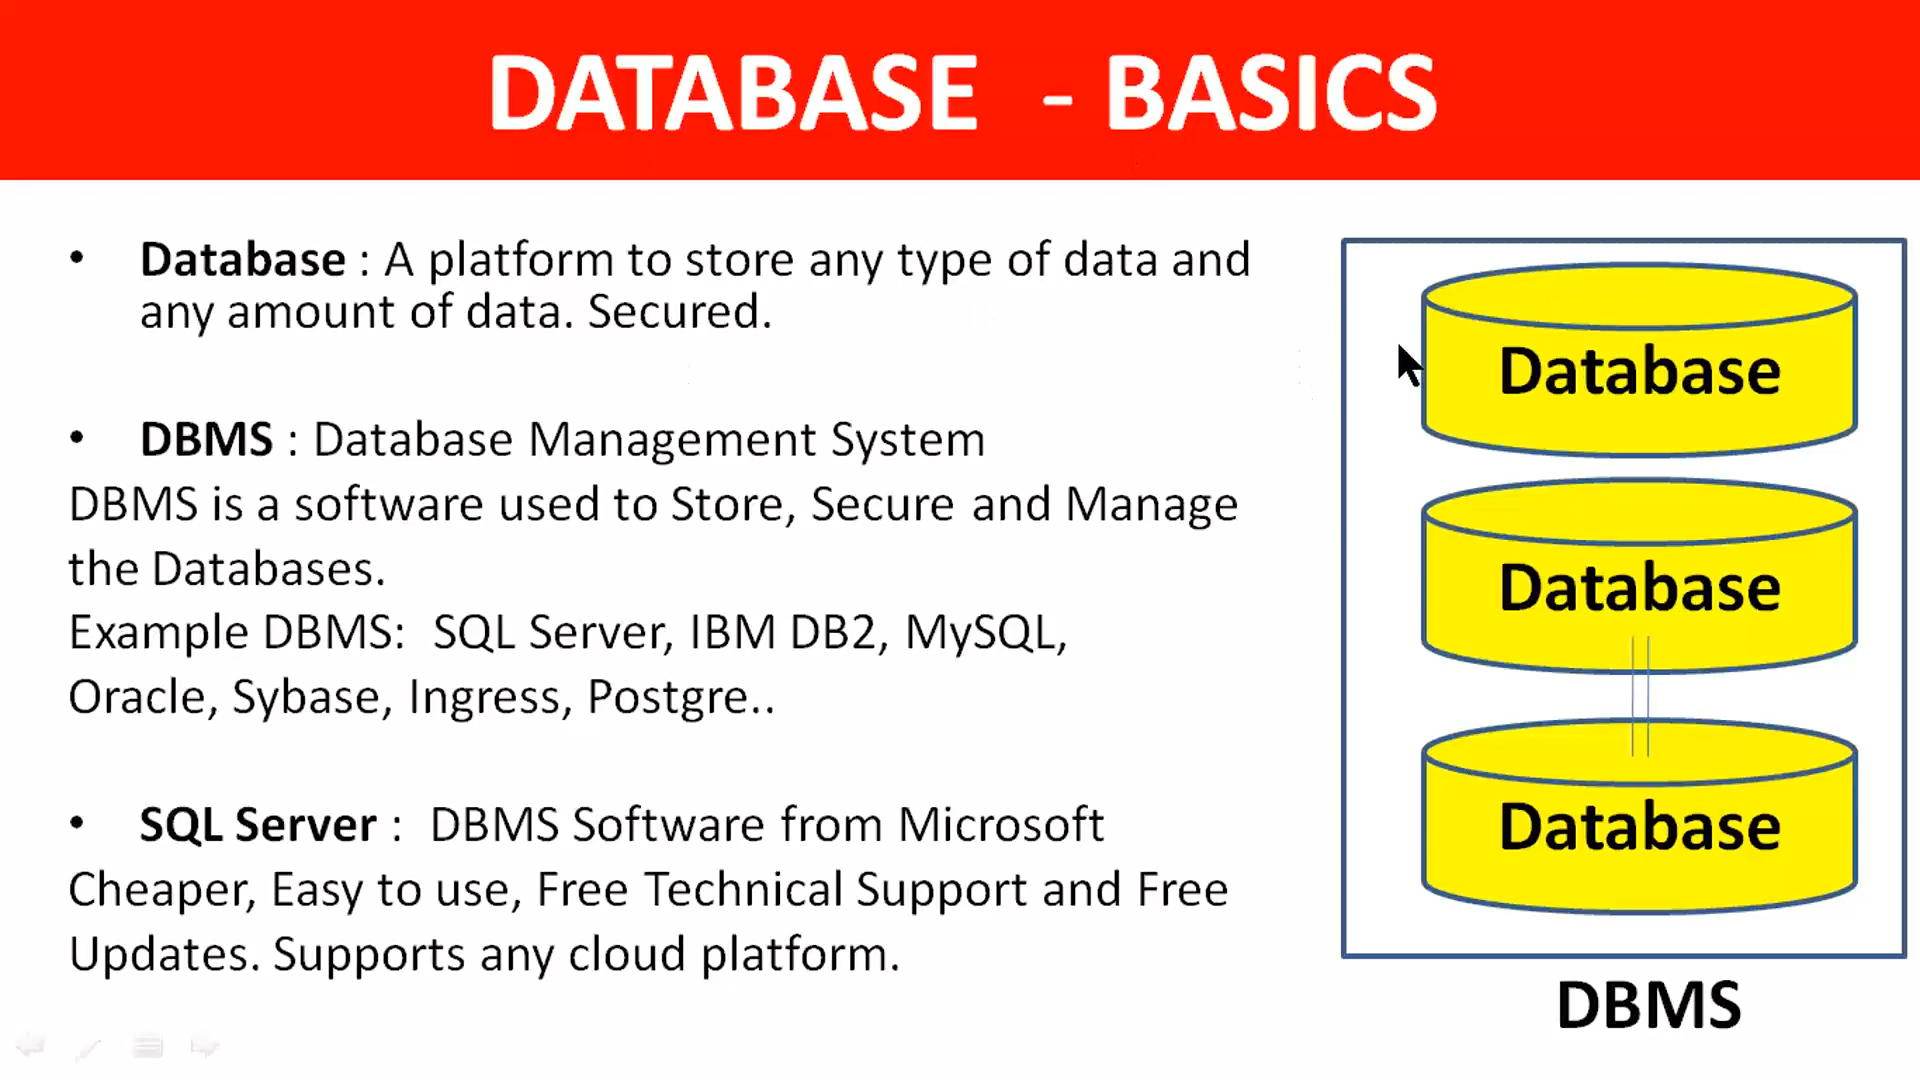 DATABASE - BASICS
• Database : A platform to store any type of data and
any amount of data. Secured.
• DBMS : Database Management System
DBMS is a software used to Store, Secure and Manage
the Databases.
Example DBMS: SQL Server, IBM DB2, MySQL,
Oracle, Sybase, Ingress, Postgre..
• SQL Server : DBMS Software from Microsoft
Cheaper, Easy to use, Free Technical Support and Free
Updates. Supports any cloud platform.
Database
Database
Database
DBMS